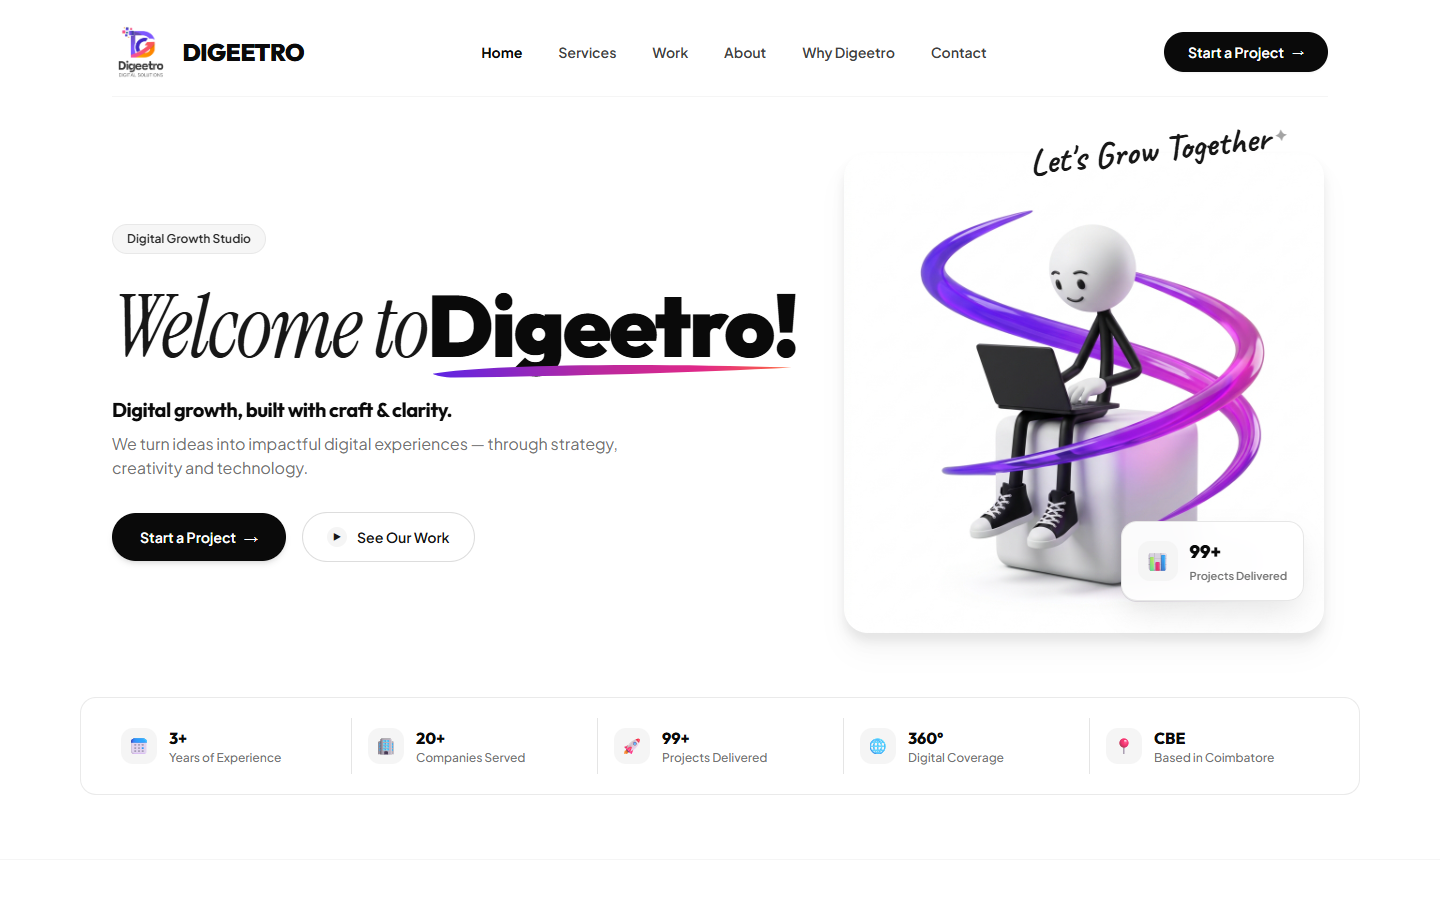 Digeetro
DIGITAL SOLUTIONS
DIGEETRO
Home
Services
Work
About
Why Digeetro
Contact
Start a Project →
Let's Grow Together
Digital Growth Studio
Welcome to Digeetro!
Digital growth, built with craft & clarity.
We turn ideas into impactful digital experiences — through strategy,
creativity and technology.
Start a Project →
See Our Work
99+
Projects Delivered
3+
Years of Experience
20+
Companies Served
99+
Projects Delivered
360°
Digital Coverage
CBE
Based in Coimbatore